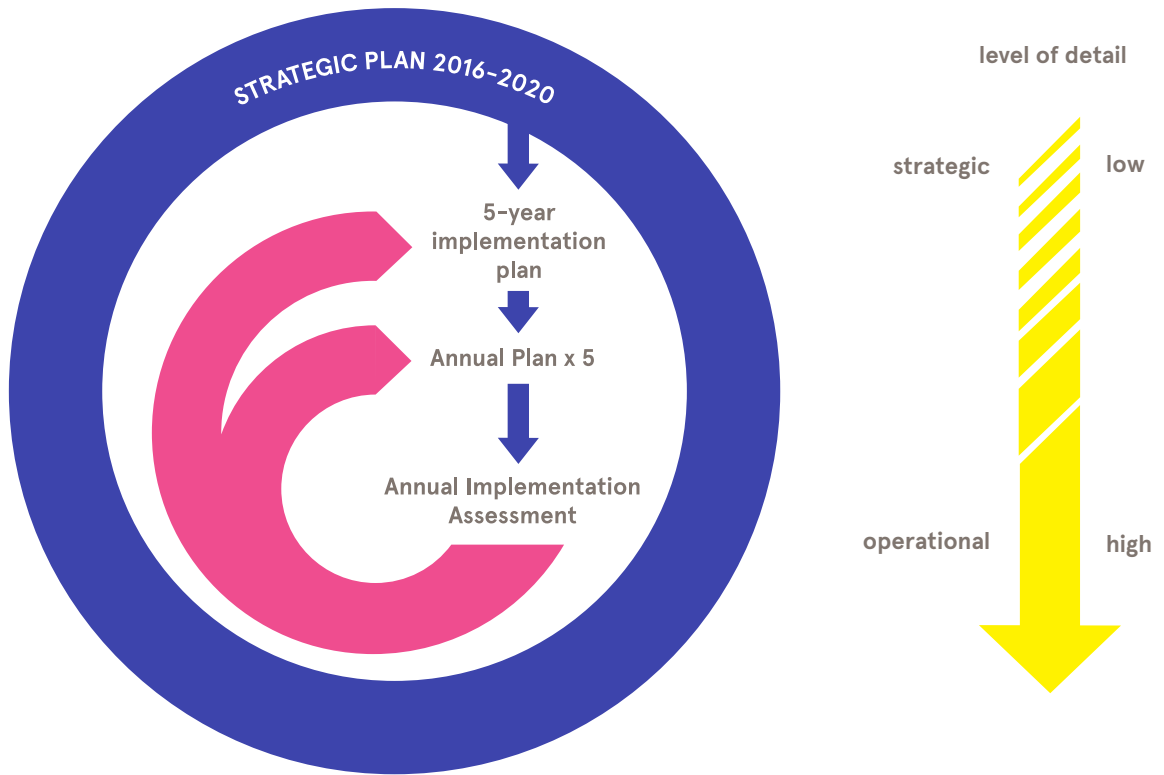 STRATEGIC PLAN 2016-2020
5-year
implementation
plan
Annual Plan x 5
Annual Implementation
Assessment
level of detail
strategic
low
operational
high